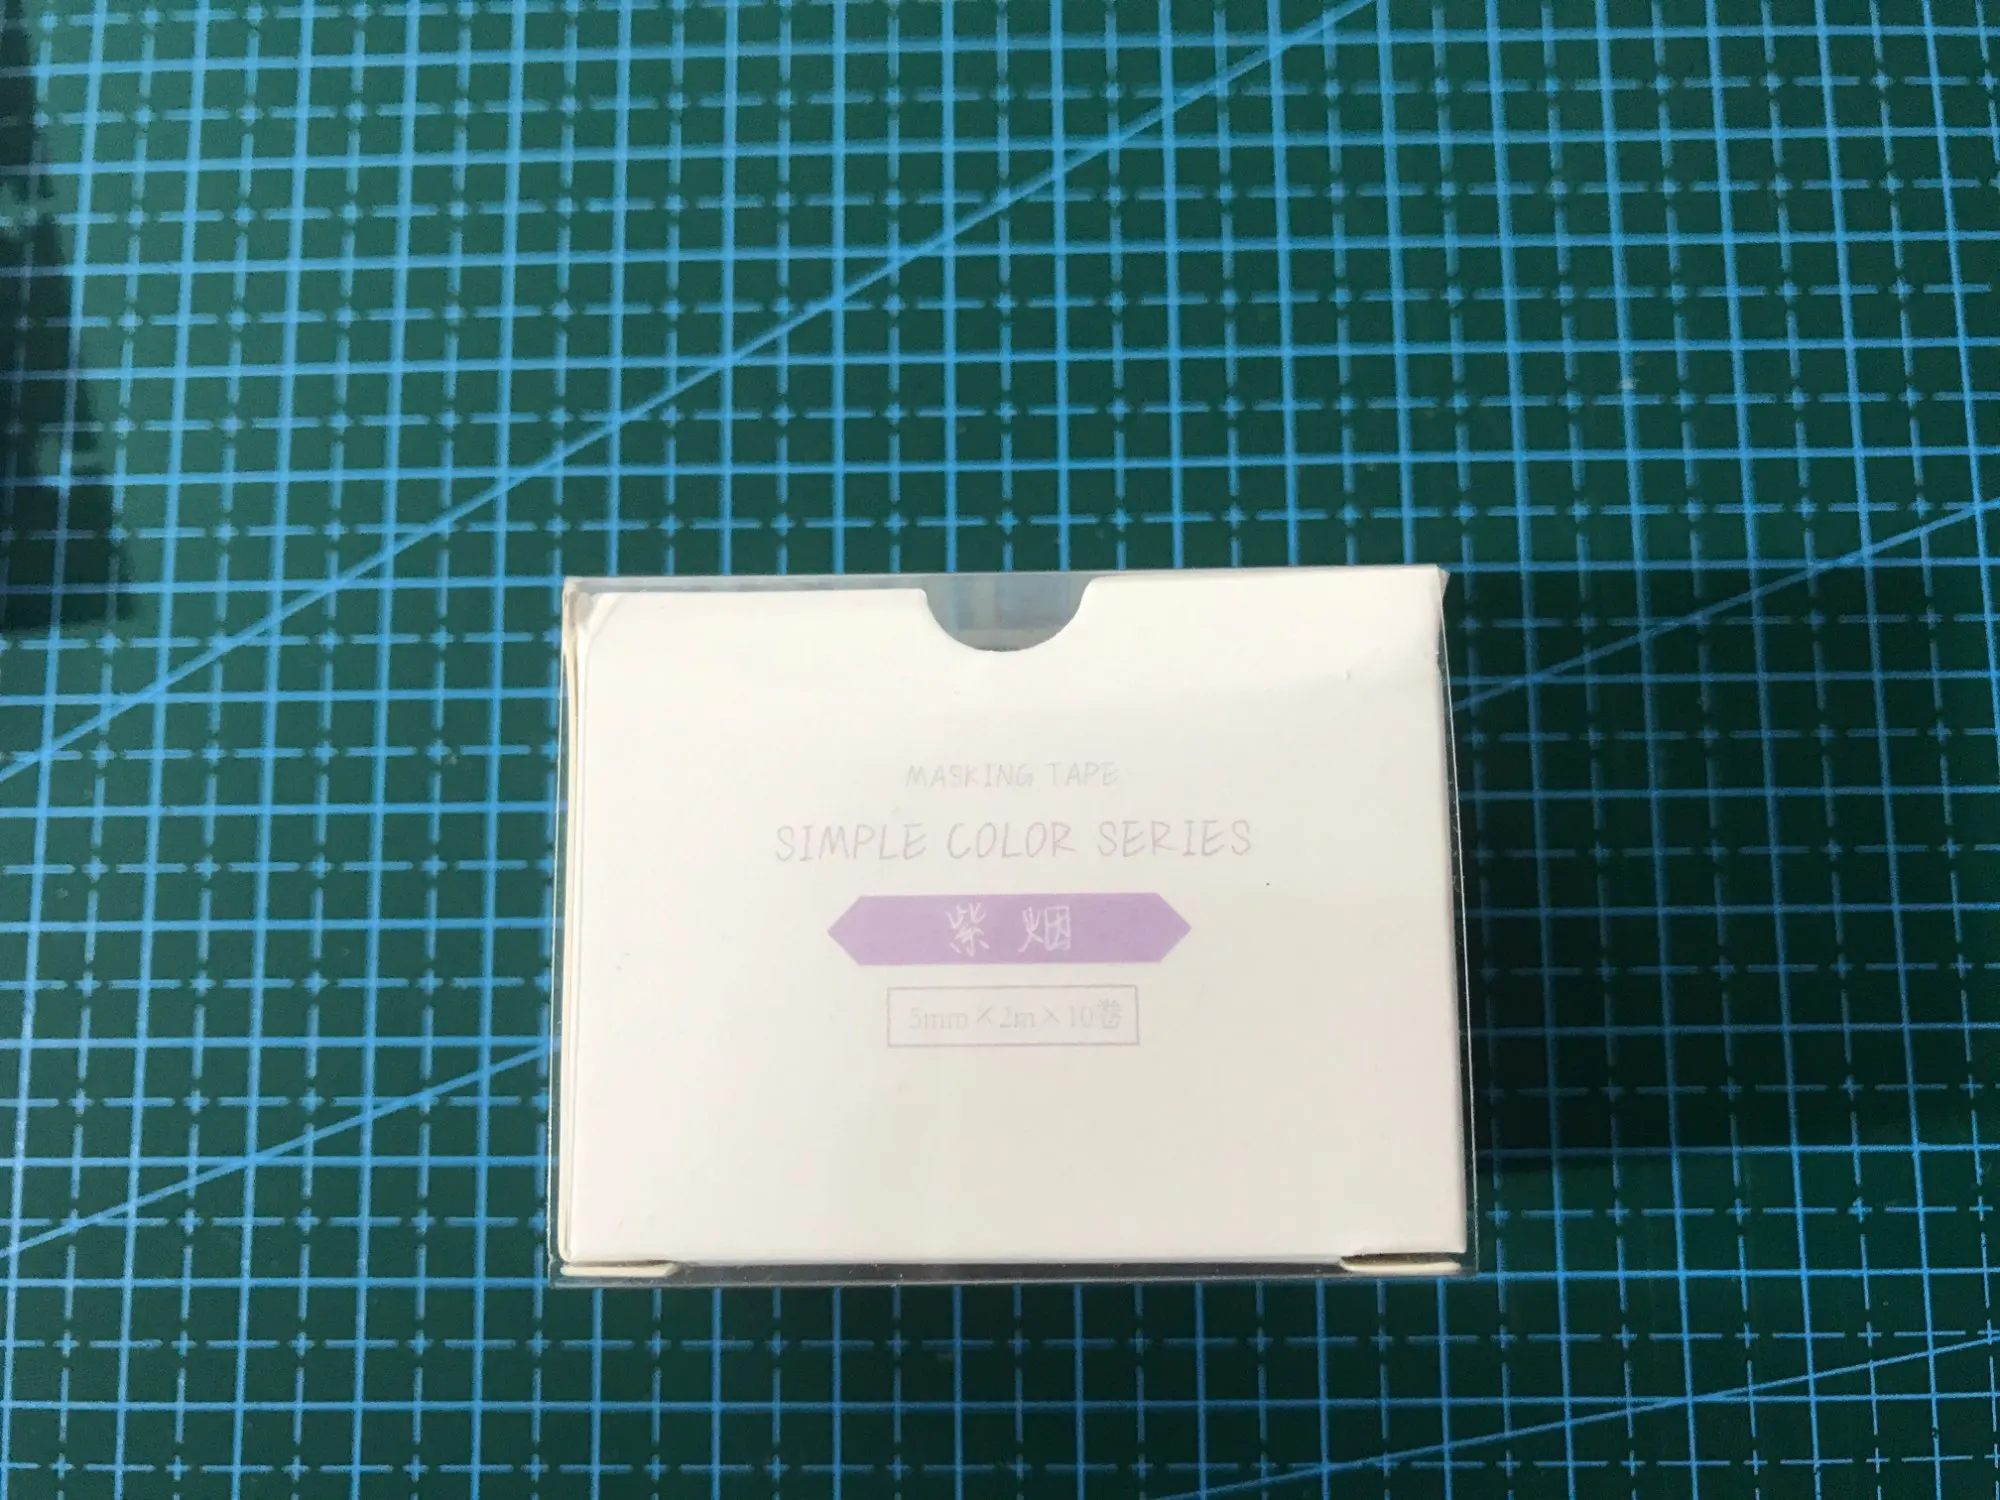 MASKING TAPE
SIMPLE COLOR SERIES
紫烟
5mm×2m×10卷